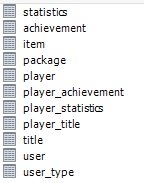 statistics
achievement
item
package
player
player_achievement
player_statistics
player_title
title
user
user_type